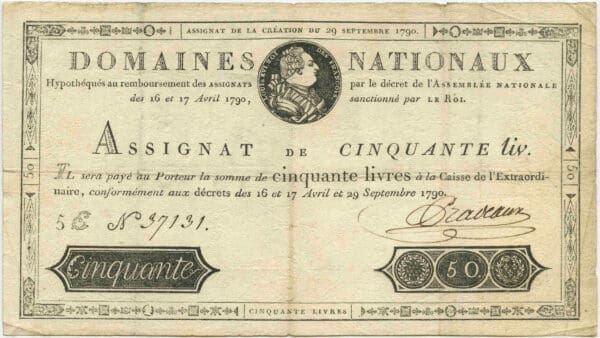 ASSIGNAT DE LA CRÉATION DU 29 SEPTEMBRE 1790.
DOMAINES NATIONAUX
Hypothéqués au remboursement des ASSIGNATS par le décret de l'ASSEMBLÉE NATIONALE
des 16 et 17 Avril 1790, sanctionné par LE ROI.
ASSIGNAT DE CINQUANTE liv.
IL sera payé au Porteur la somme de cinquante livres à la Caisse de l'Extraordi-
naire, conformément aux décrets des 16 et 17 Avril et 29 Septembre 1790.
5 C N 37131.
Cinquante
50
CINQUANTE LIVRES
50
50